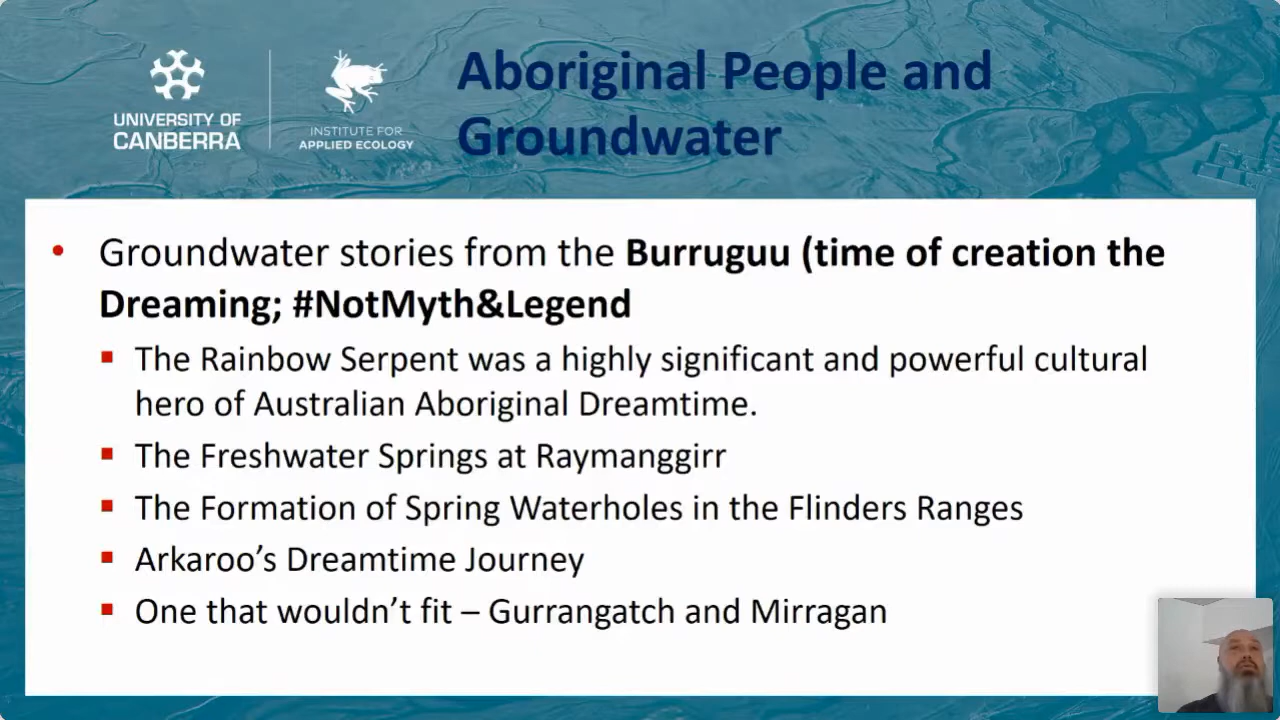 UNIVERSITY OF
CANBERRA
INSTITUTE FOR
APPLIED ECOLOGY
Aboriginal People and
Groundwater
• Groundwater stories from the Burruguu (time of creation the
Dreaming; #NotMyth&Legend
▪ The Rainbow Serpent was a highly significant and powerful cultural
hero of Australian Aboriginal Dreamtime.
▪ The Freshwater Springs at Raymanggirr
▪ The Formation of Spring Waterholes in the Flinders Ranges
▪ Arkaroo’s Dreamtime Journey
▪ One that wouldn’t fit – Gurrangatch and Mirragan